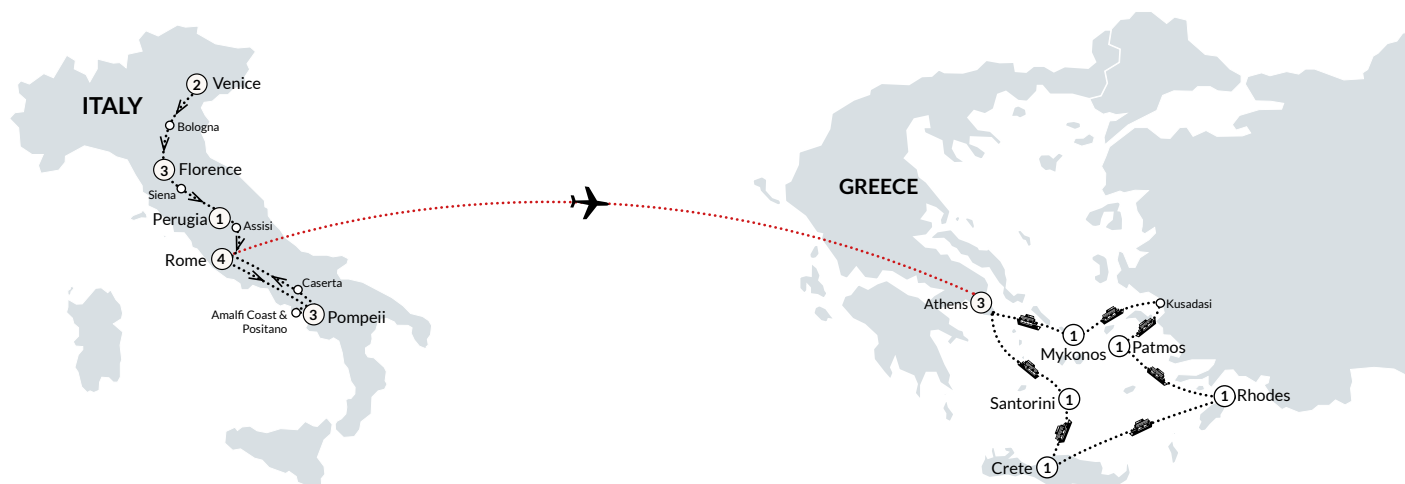 ITALY
2 Venice
Bologna
3 Florence
Siena
Perugia 1
Assisi
Rome 4
Caserta
Amalfi Coast &
Positano
3 Pompeii
GREECE
Athens 3
Kusadasi
1
Mykonos
1 Patmos
Santorini 1
1 Rhodes
Crete 1